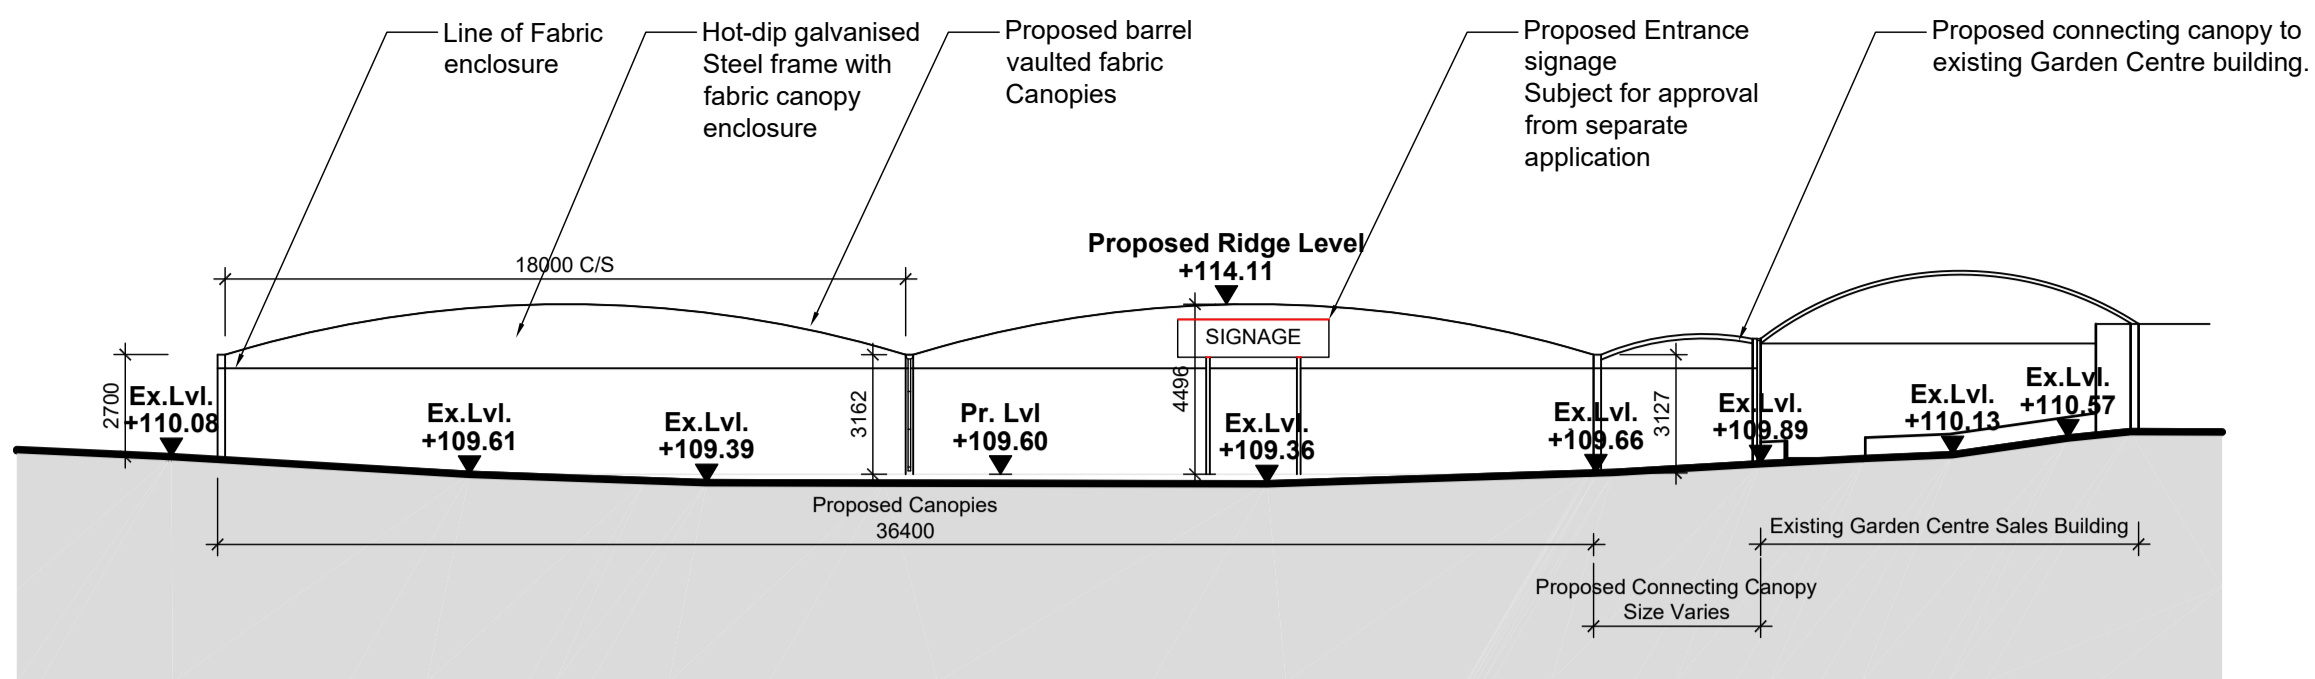 Line of Fabric
enclosure
Hot-dip galvanised
Steel frame with
fabric canopy
enclosure
Proposed barrel
vaulted fabric
Canopies
Proposed Entrance
signage
Subject for approval
from separate
application
Proposed connecting canopy to
existing Garden Centre building.
Proposed Ridge Level
+114.11
18000 C/S
SIGNAGE
2700
Ex.Lvl.
+110.08
Ex.Lvl.
+109.61
Ex.Lvl.
+109.39
3162
Pr. Lvl
+109.60
4496
Ex.Lvl.
+109.36
Ex.Lvl.
+109.66
3127
Ex.Lvl.
+109.89
Ex.Lvl.
+110.13
Ex.Lvl.
+110.57
Proposed Canopies
36400
Existing Garden Centre Sales Building
Proposed Connecting Canopy
Size Varies